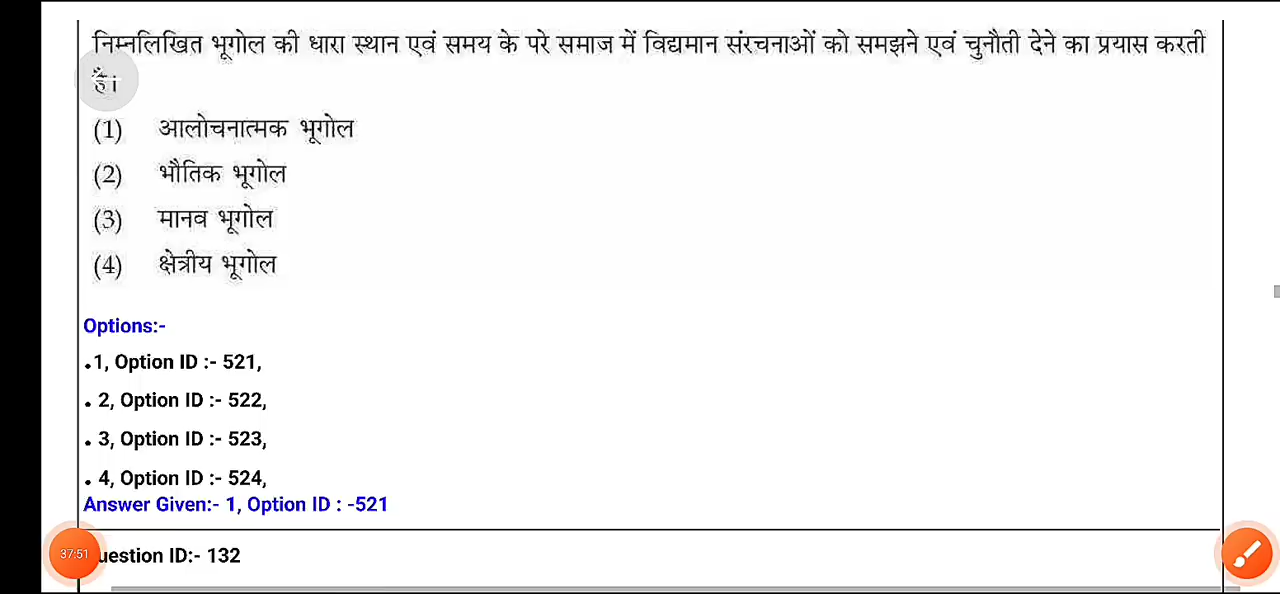 निम्नलिखित भूगोल की धारा स्थान एवं समय के परे समाज में विद्यमान संरचनाओं को समझने एवं चुनौती देने का प्रयास करती
है।
(1) आलोचनात्मक भूगोल
(2) भौतिक भूगोल
(3) मानव भूगोल
(4) क्षेत्रीय भूगोल
Options:-
.1, Option ID :- 521,
. 2, Option ID :- 522,
. 3, Option ID :- 523,
. 4, Option ID :- 524,
Answer Given:- 1, Option ID : -521
37:51
uestion ID:- 132